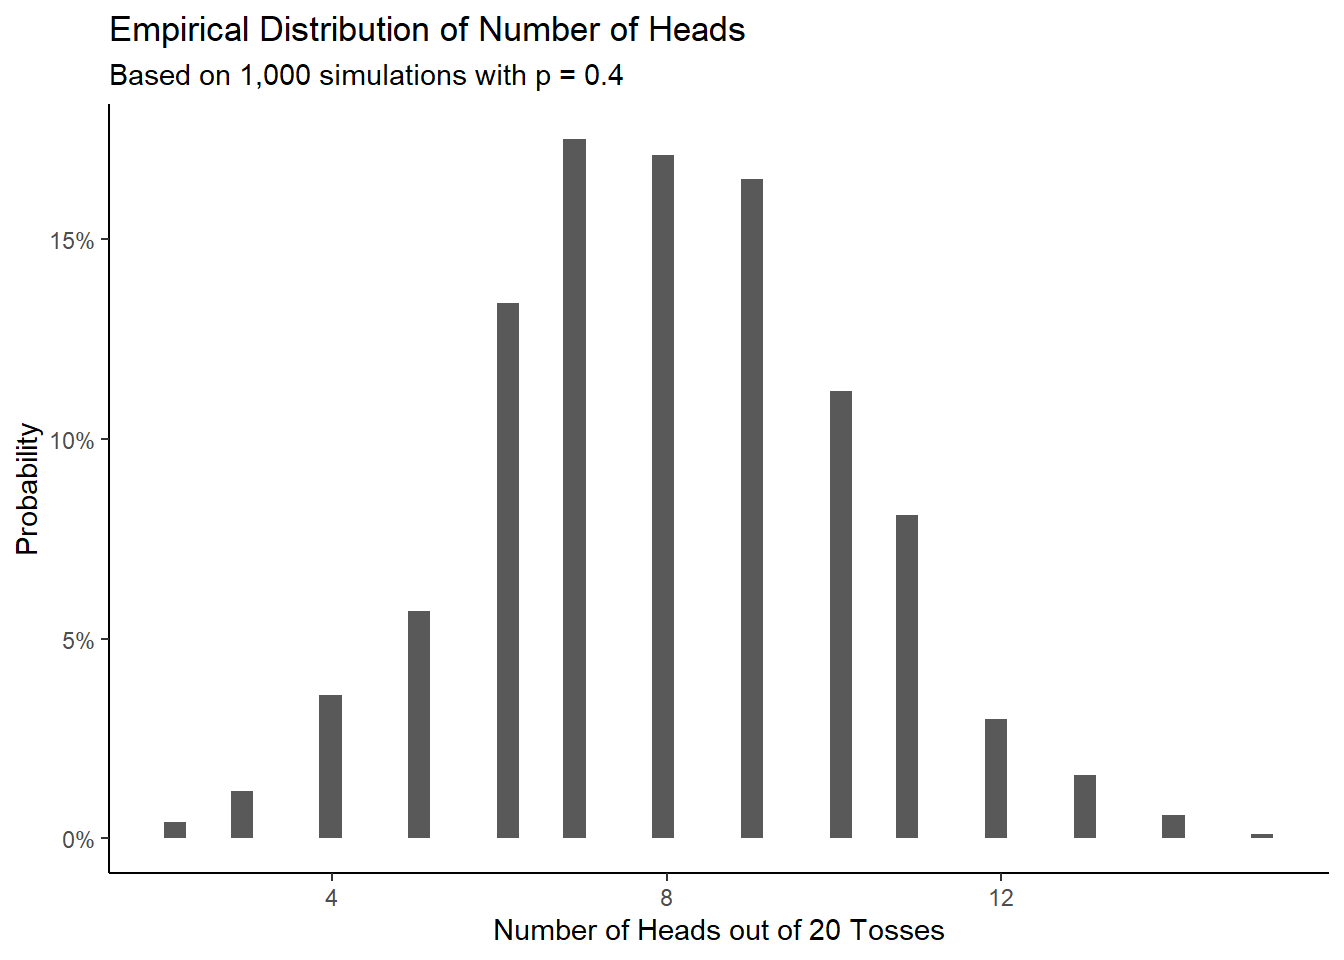 Empirical Distribution of Number of Heads
Based on 1,000 simulations with p = 0.4
Probability
15%
10%
5%
0%
4 8 12
Number of Heads out of 20 Tosses